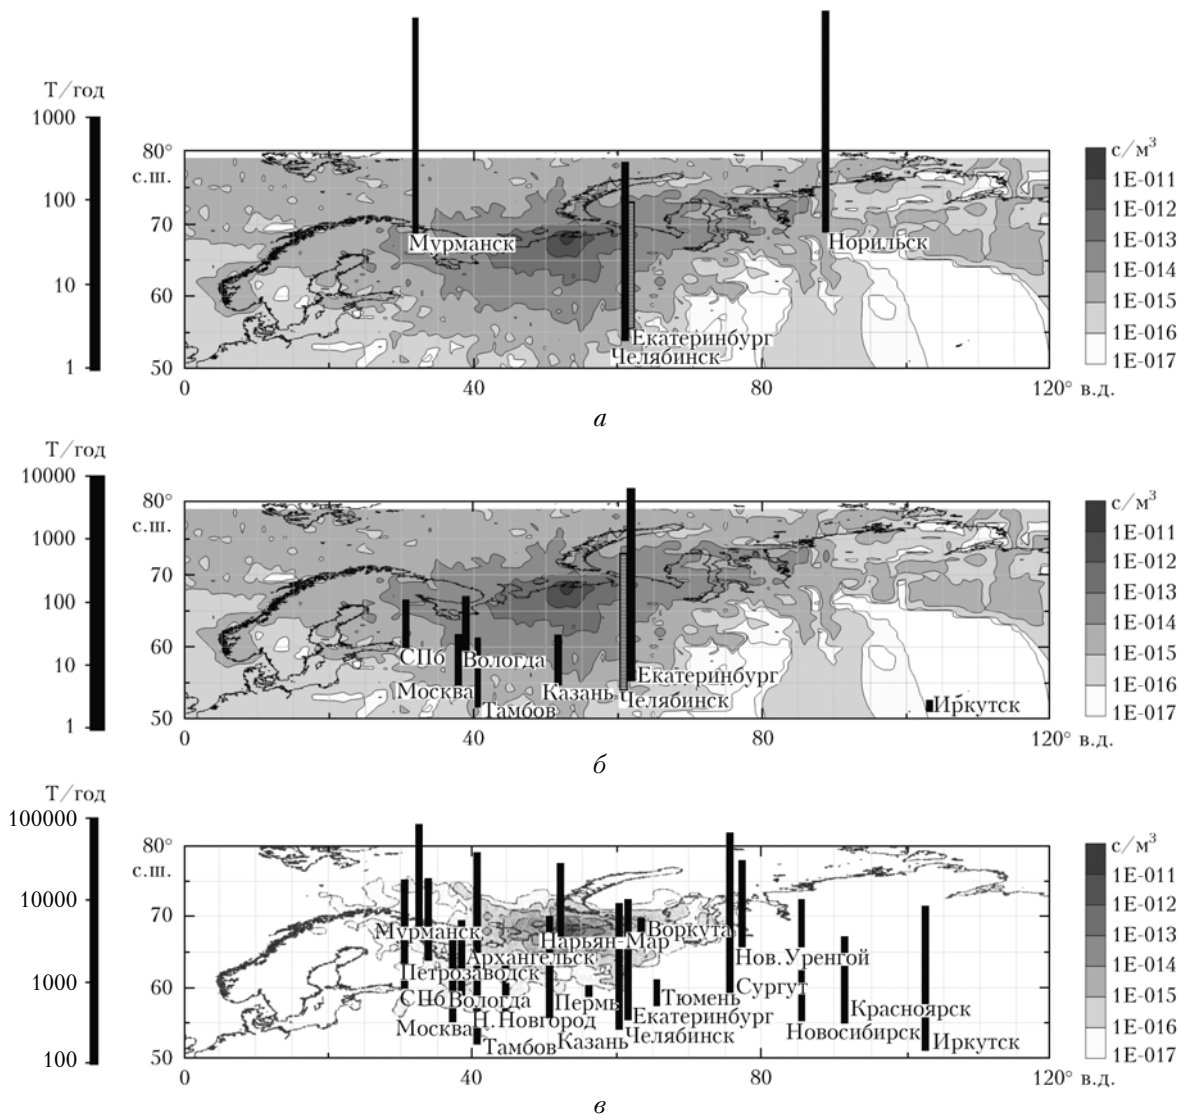 Т/год
1000
100
10
1
80°
с.ш.
70
60
50
0
40
80
120° в.д.
Мурманск
Норильск
Екатеринбург
Челябинск
с/м³
1E-011
1E-012
1E-013
1E-014
1E-015
1E-016
1E-017
а
Т/год
10000
1000
100
10
1
80°
с.ш.
70
60
50
0
40
80
120° в.д.
СПб
Вологда
Москва
Тамбов
Казань
Екатеринбург
Челябинск
Иркутск
с/м³
1E-011
1E-012
1E-013
1E-014
1E-015
1E-016
1E-017
б
Т/год
100000
10000
1000
100
80°
с.ш.
70
60
50
0
40
80
120° в.д.
Мурманск
Нарьян-Мар
Воркута
Архангельск
Нов.Уренгой
Петрозаводск
СПб
Вологда
Пермь
Тюмень
Сургут
Москва
Н.Новгород
Екатеринбург
Красноярск
Тамбов
Казань
Челябинск
Новосибирск
Иркутск
с/м³
1E-011
1E-012
1E-013
1E-014
1E-015
1E-016
1E-017
в